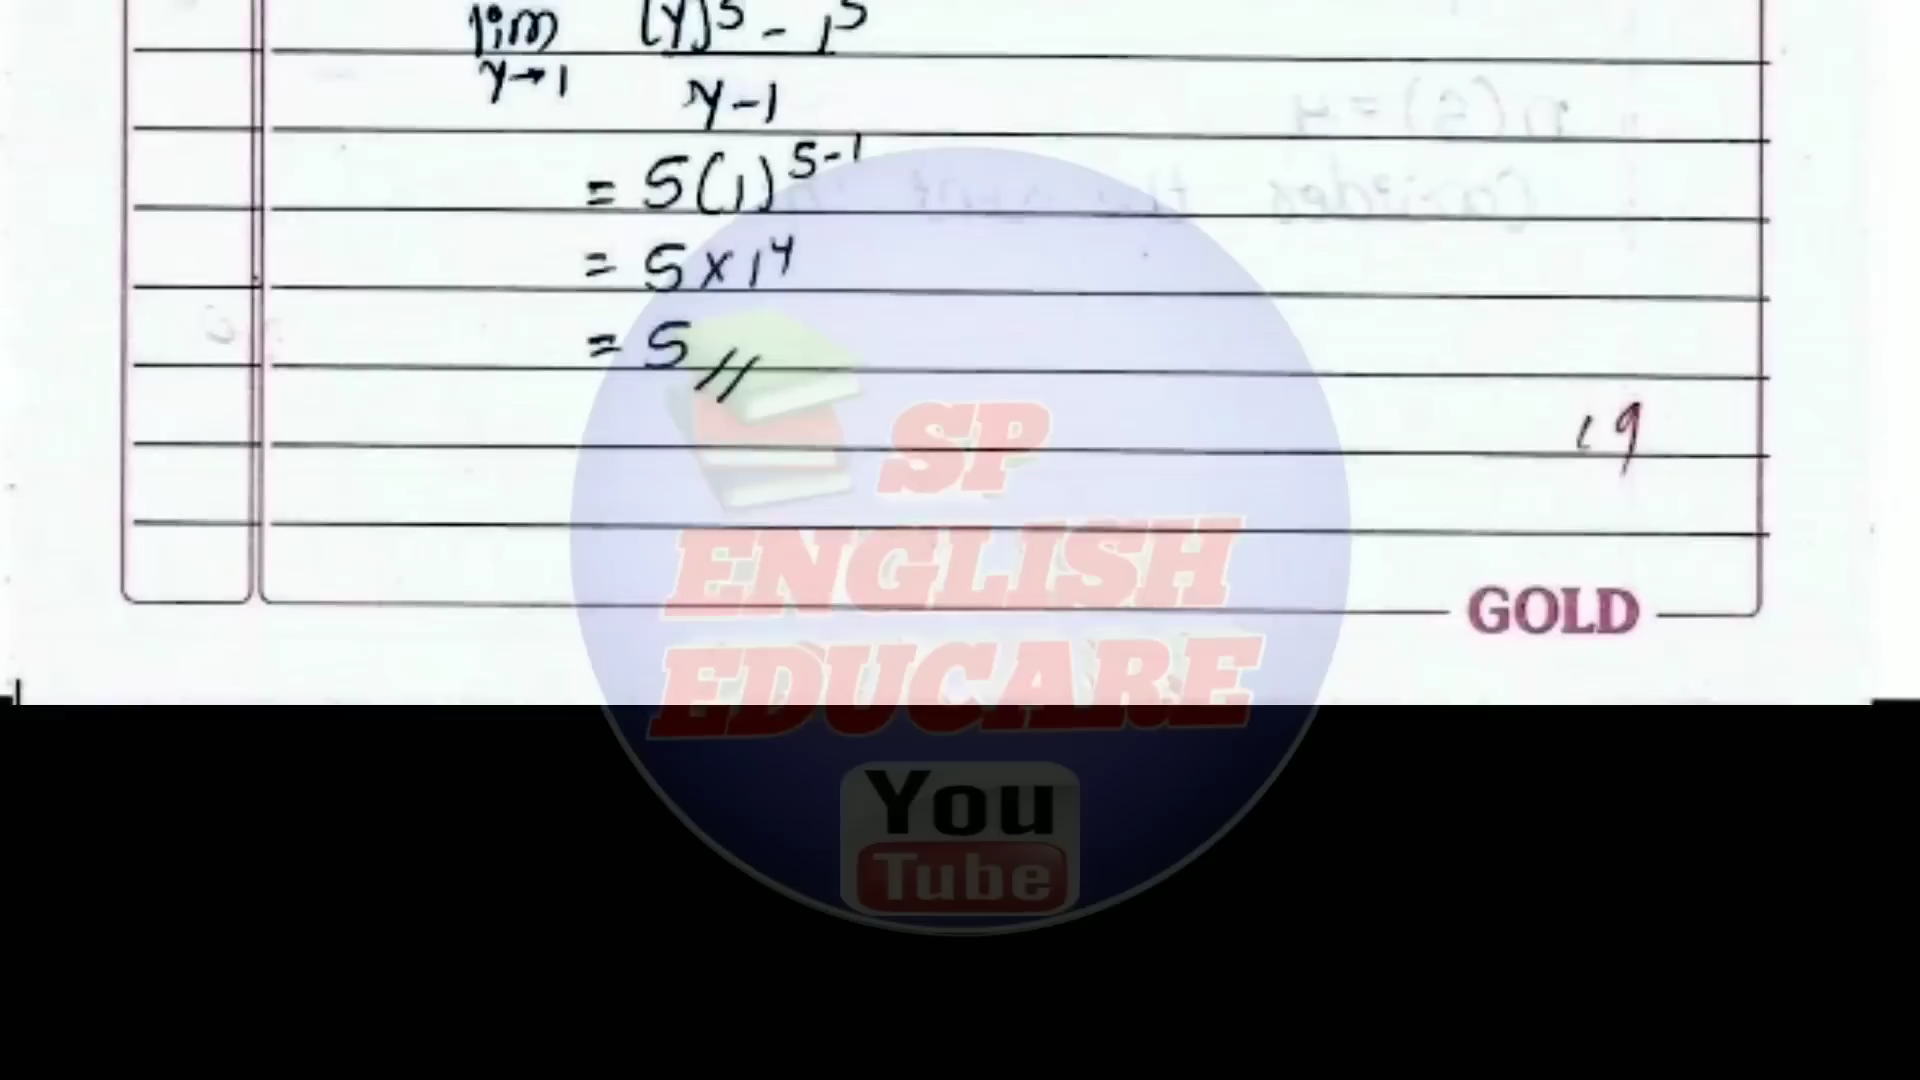 lim (y)^5 - 1^5
y→1 y-1
= 5(1)^5-1
= 5×1^4
= 5 //
19
GOLD
SP
ENGLISH
EDUCARE
You
Tube
n(S) = 4